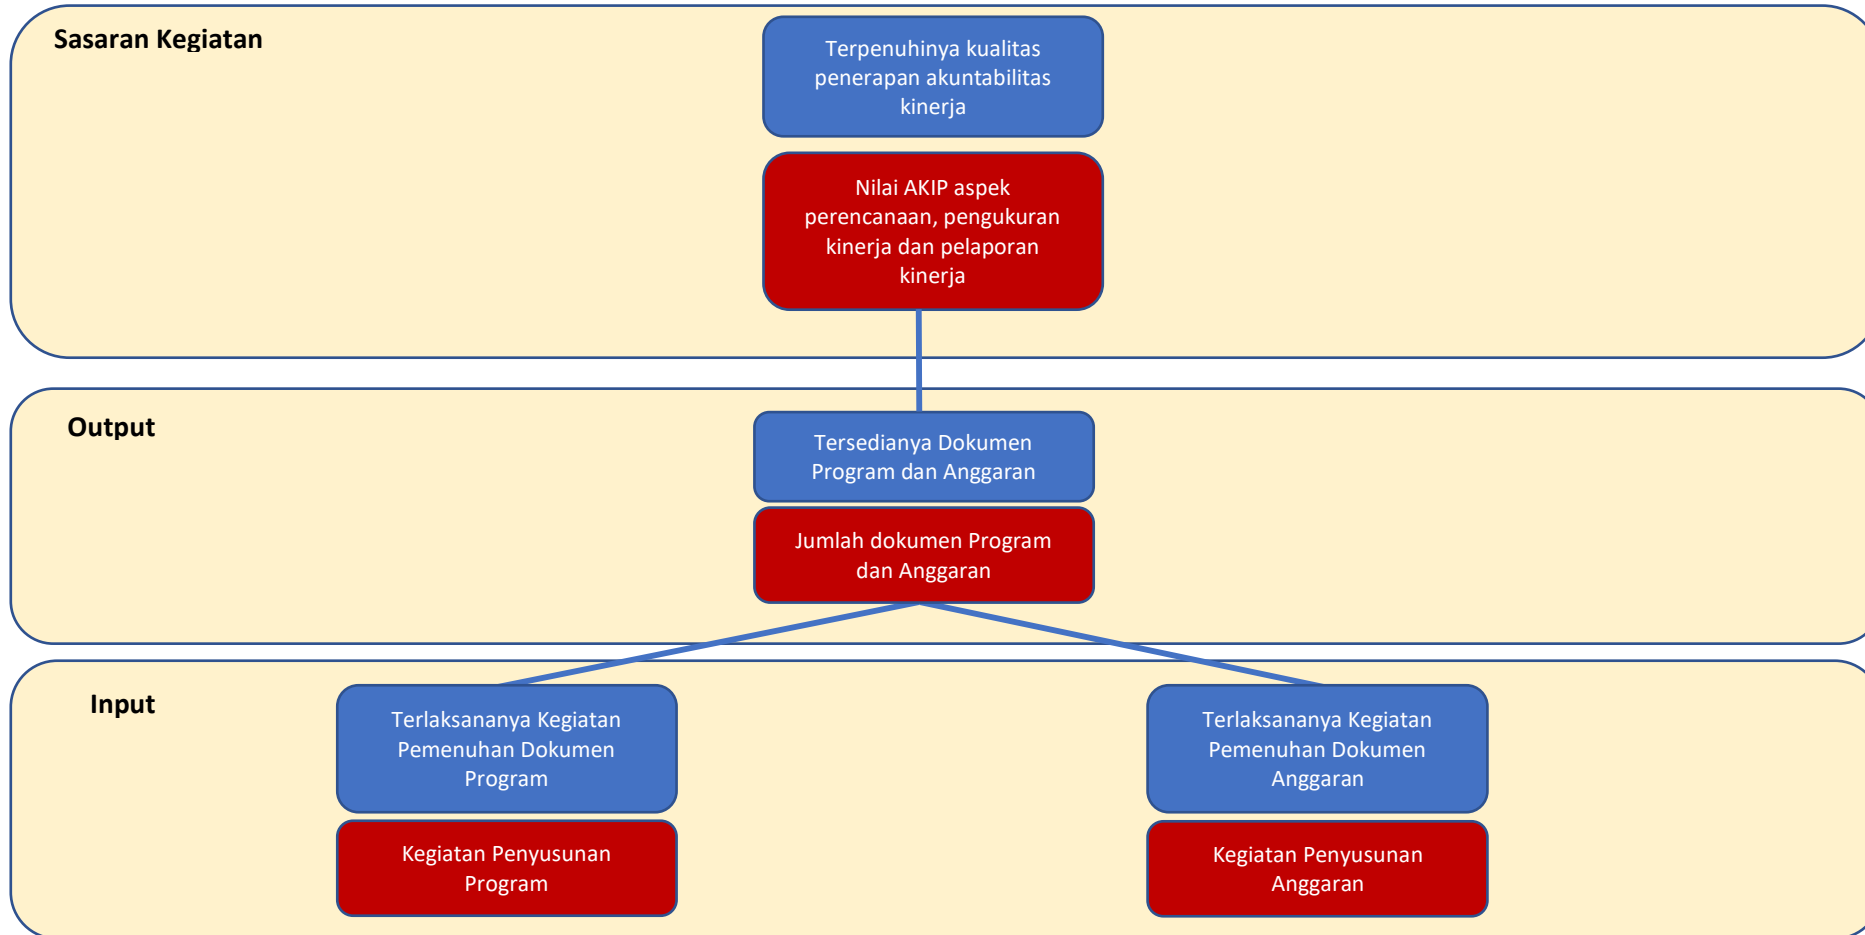 Sasaran Kegiatan
Terpenuhinya kualitas
penerapan akuntabilitas
kinerja
Nilai AKIP aspek
perencanaan, pengukuran
kinerja dan pelaporan
kinerja
Output
Tersedianya Dokumen
Program dan Anggaran
Jumlah dokumen Program
dan Anggaran
Input
Terlaksananya Kegiatan
Pemenuhan Dokumen
Program
Kegiatan Penyusunan
Program
Terlaksananya Kegiatan
Pemenuhan Dokumen
Anggaran
Kegiatan Penyusunan
Anggaran